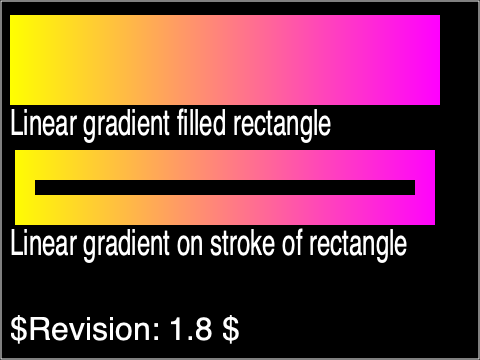 Linear gradient filled rectangle
Linear gradient on stroke of rectangle
$Revision: 1.8 $